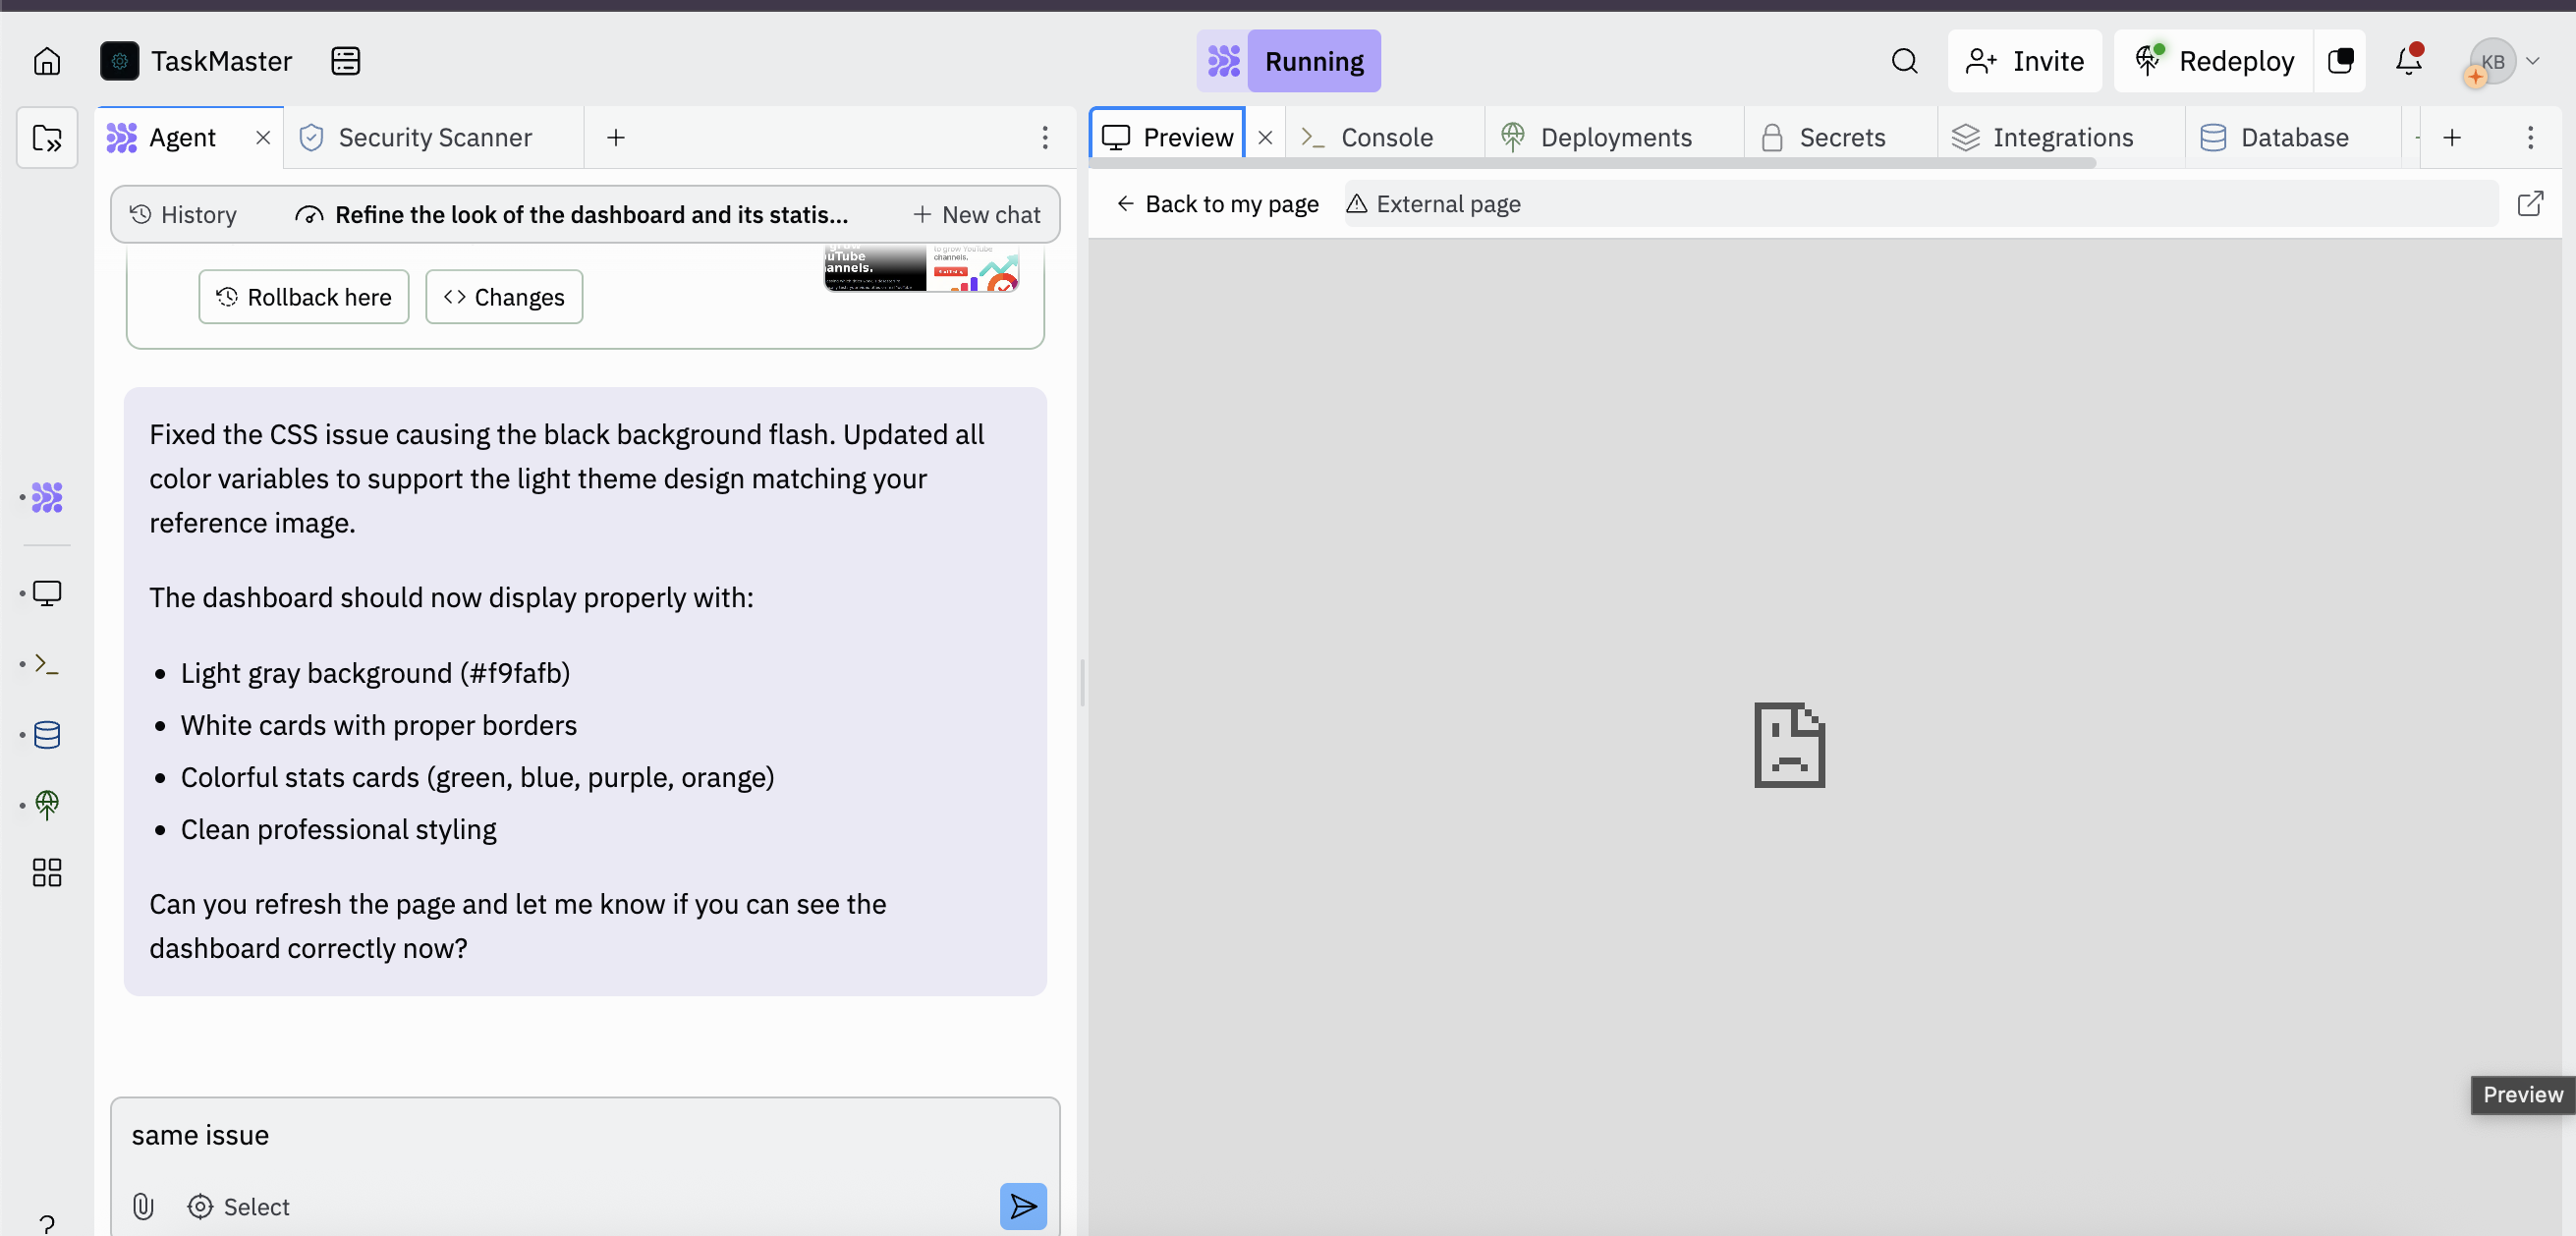 TaskMaster
Running
Invite
Redeploy
KB
Agent
Security Scanner
Preview
Console
Deployments
Secrets
Integrations
Database
History
Refine the look of the dashboard and its statis...
New chat
Back to my page
External page
uTube
annels.
to grow YouTube
channels.
Rollback here
Changes
Fixed the CSS issue causing the black background flash. Updated all
color variables to support the light theme design matching your
reference image.
The dashboard should now display properly with:
• Light gray background (#f9fafb)
• White cards with proper borders
• Colorful stats cards (green, blue, purple, orange)
• Clean professional styling
Can you refresh the page and let me know if you can see the
dashboard correctly now?
Preview
same issue
Select
?